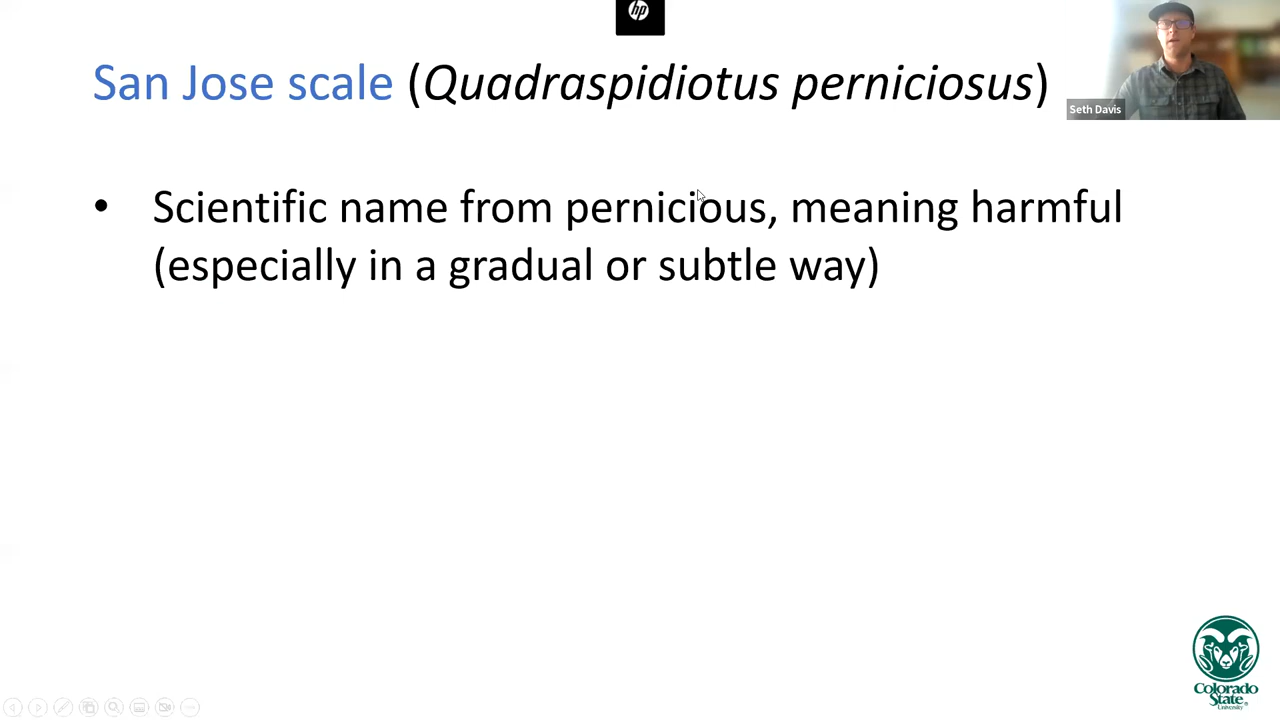 hp
San Jose scale (Quadraspidiotus perniciosus)
Seth Davis
• Scientific name from pernicious, meaning harmful
(especially in a gradual or subtle way)
Colorado
State
University